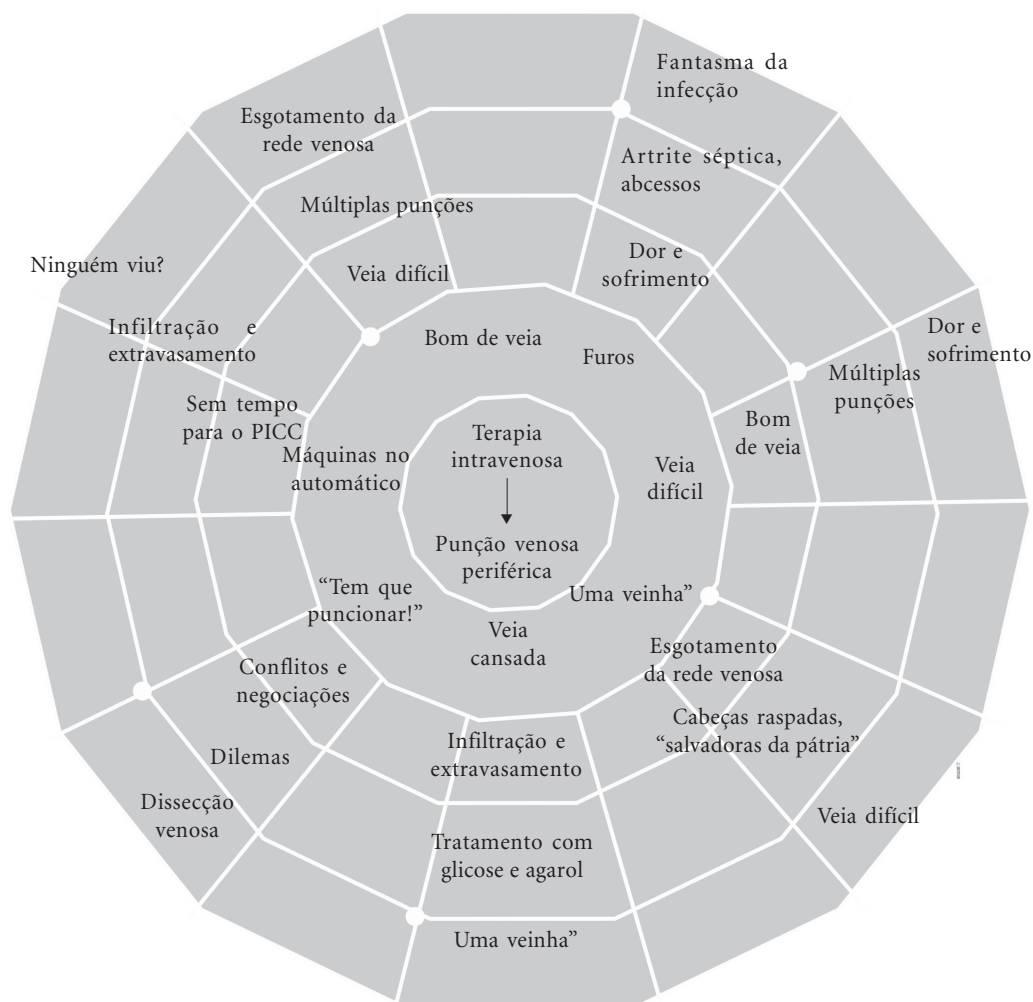 Fantasma da
infecção
Esgotamento da
rede venosa
Artrite séptica,
abcessos
Múltiplas punções
Dor e
sofrimento
Ninguém viu?
Veia difícil
Infiltração e
extravasamento
Bom de veia
Furos
Dor e
sofrimento
Múltiplas
punções
Sem tempo
para o PICC
Bom
de veia
Máquinas no
automático
Terapia
intravenosa
Veia
difícil
Punção venosa
periférica
“Tem que
puncionar!”
Uma veinha”
Veia
cansada
Esgotamento
da rede venosa
Conflitos e
negociações
Cabeças raspadas,
“salvadoras da pátria”
Infiltração e
extravasamento
Dilemas
Dissecção
venosa
Veia difícil
Tratamento com
glicose e agarol
Uma veinha”